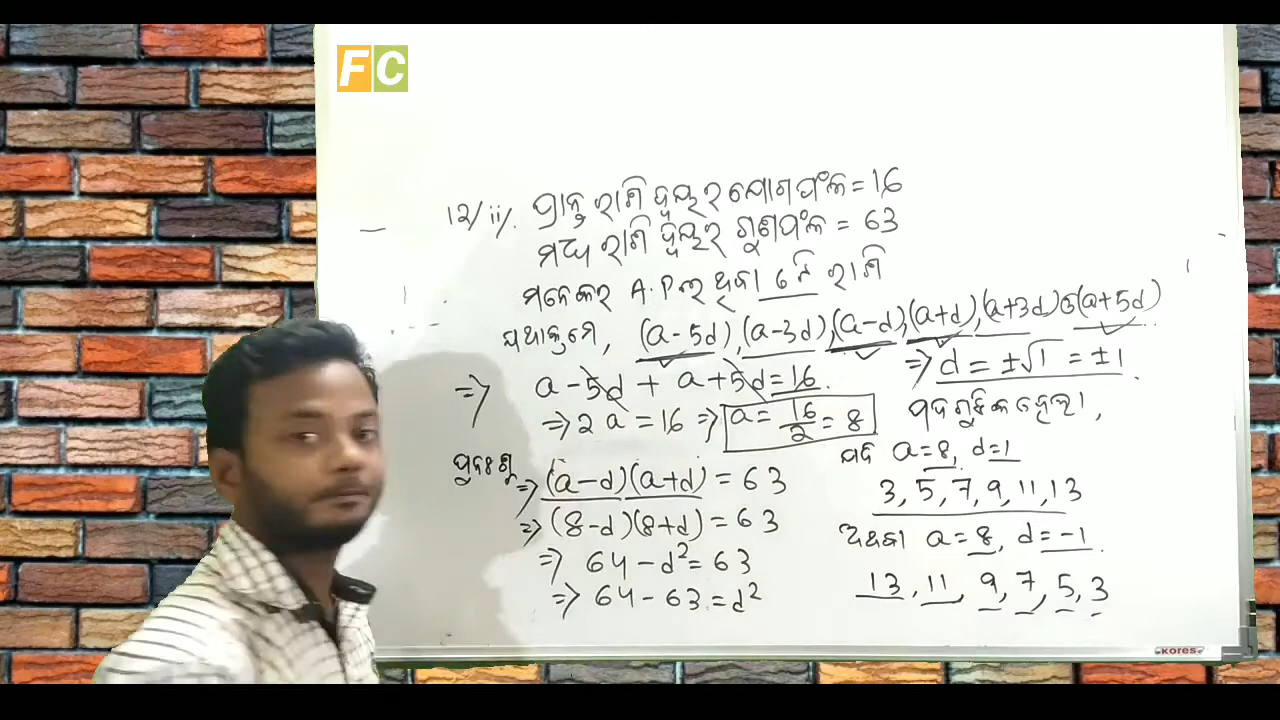 FC
12/ii/. ପ୍ରାନ୍ତ ରାଶି ଦ୍ୱୟର ଯୋଗଫଳ = 16
ମଧ୍ୟ ରାଶି ଦ୍ୱୟର ଗୁଣଫଳ = 63
ମନେକର A.P ର ଥିବା 6 ଟି ରାଶି
ଯଥାକ୍ରମେ, (a-5d), (a-3d), (a-d), (a+d), (a+3d) ଓ (a+5d)
=> a-5d + a+5d = 16.
=> 2a = 16 => a = 16/2 = 8
ପୁନଶ୍ଚ
=> (a-d)(a+d) = 63
=> (8-d)(8+d) = 63
=> 64-d² = 63
=> 64-63 = d²
=> d = ±√1 = ±1
ପଦଗୁଡ଼ିକ ହେଲା,
ଯଦି a=8, d=1
3, 5, 7, 9, 11, 13
ଅଥବା a=8, d=-1
13, 11, 9, 7, 5, 3
KORES